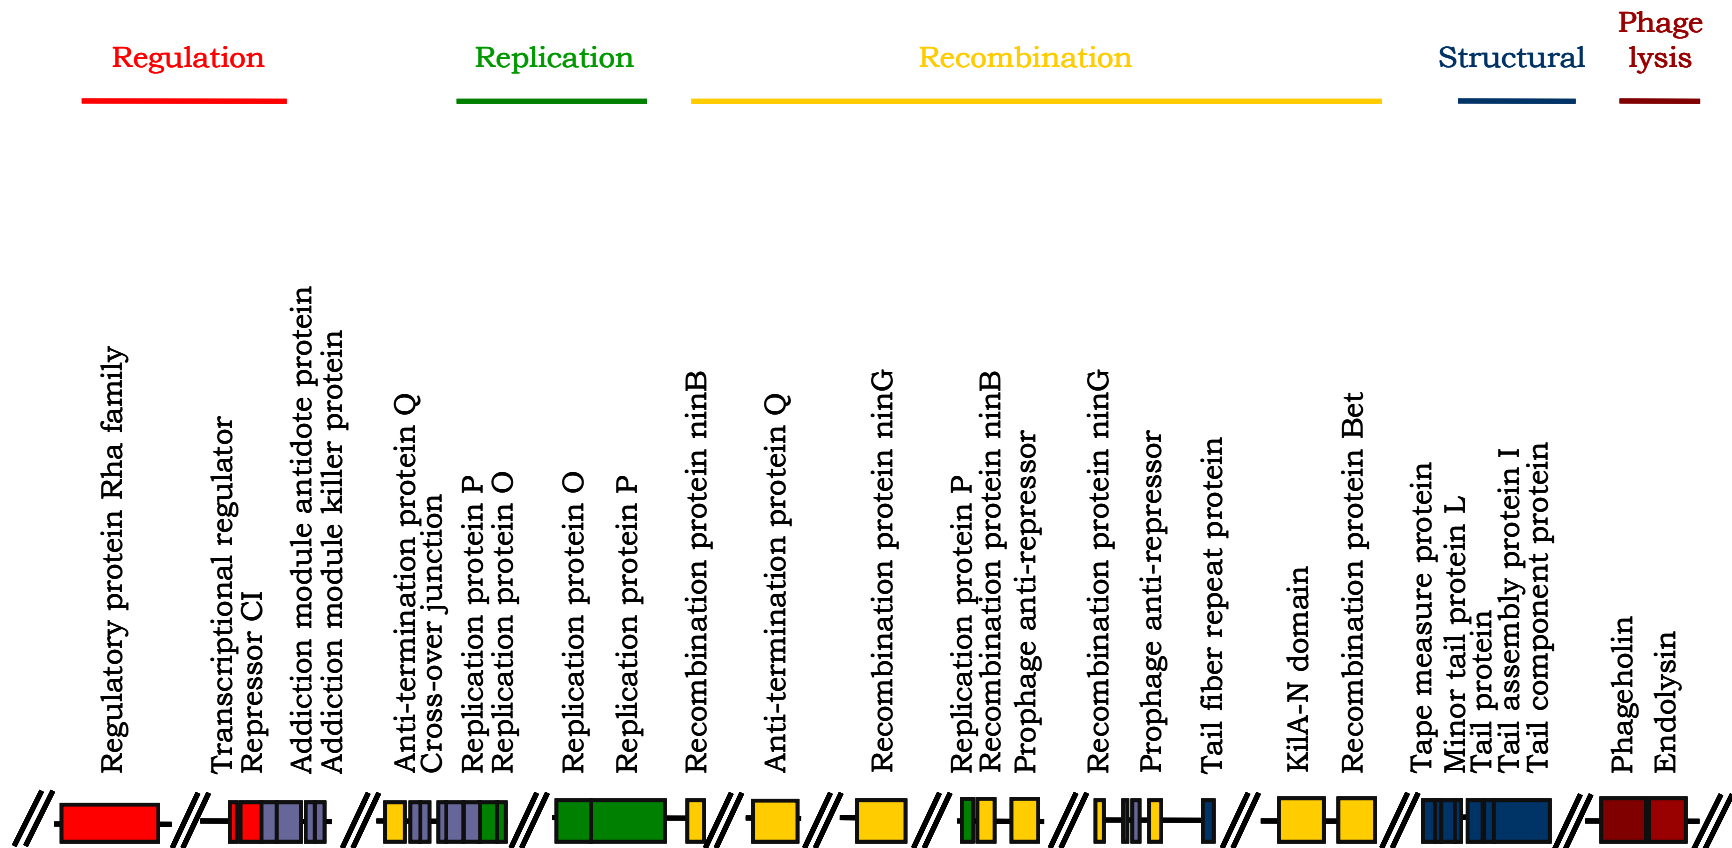 Regulation
Replication
Recombination
Structural
Phage
lysis
Regulatory protein Rha family
Transcriptional regulator
Repressor CI
Addiction module antidote protein
Addiction module killer protein
Anti-termination protein Q
Cross-over junction
Replication protein P
Replication protein O
Replication protein O
Replication protein P
Recombination protein ninB
Anti-termination protein Q
Recombination protein ninG
Replication protein P
Recombination protein ninB
Prophage anti-repressor
Recombination protein ninG
Prophage anti-repressor
Tail fiber repeat protein
KilA-N domain
Recombination protein Bet
Tape measure protein
Minor tail protein L
Tail protein
Tail assembly protein I
Tail component protein
Phageholin
Endolysin